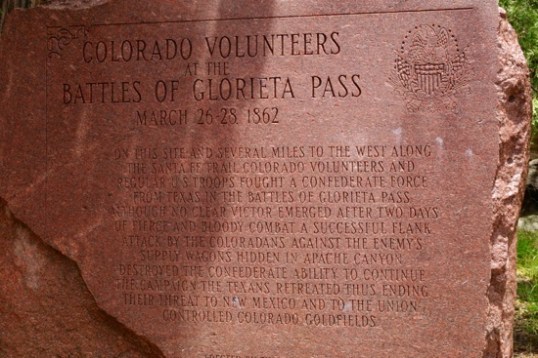 COLORADO VOLUNTEERS
AT THE
BATTLES OF GLORIETA PASS
MARCH 26-28 1862
ON THIS SITE AND SEVERAL MILES TO THE WEST ALONG
THE SANTA FE TRAIL COLORADO VOLUNTEERS AND
REGULAR U S TROOPS FOUGHT A CONFEDERATE FORCE
FROM TEXAS IN THE BATTLES OF GLORIETA PASS
ALTHOUGH NO CLEAR VICTOR EMERGED AFTER TWO DAYS
OF FIERCE AND BLOODY COMBAT A SUCCESSFUL FLANK
ATTACK BY THE COLORADANS AGAINST THE ENEMY'S
SUPPLY WAGONS HIDDEN IN APACHE CANYON
DESTROYED THE CONFEDERATE ABILITY TO CONTINUE
THE CAMPAIGN THE TEXANS RETREATED THUS ENDING
THEIR THREAT TO NEW MEXICO AND TO THE UNION
CONTROLLED COLORADO GOLDFIELDS